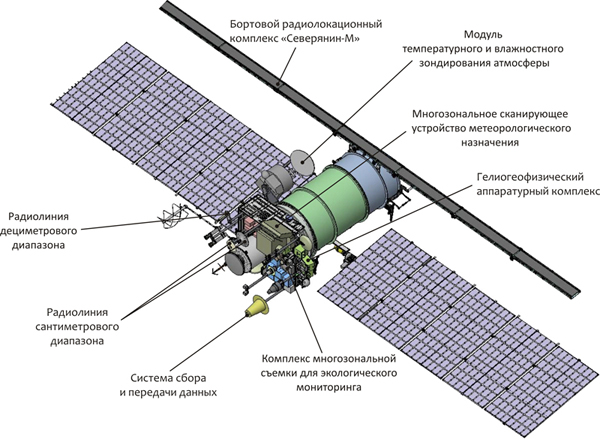 Бортовой радиолокационный
комплекс «Северянин-М»
Модуль
температурного и влажностного
зондирования атмосферы
Многозональное сканирующее
устройство метеорологического
назначения
Гелиогеофизический
аппаратурный комплекс
Радиолиния
дециметрового
диапазона
Радиолиния
сантиметрового
диапазона
Система сбора
и передачи данных
Комплекс многозональной
съемки для экологического
мониторинга